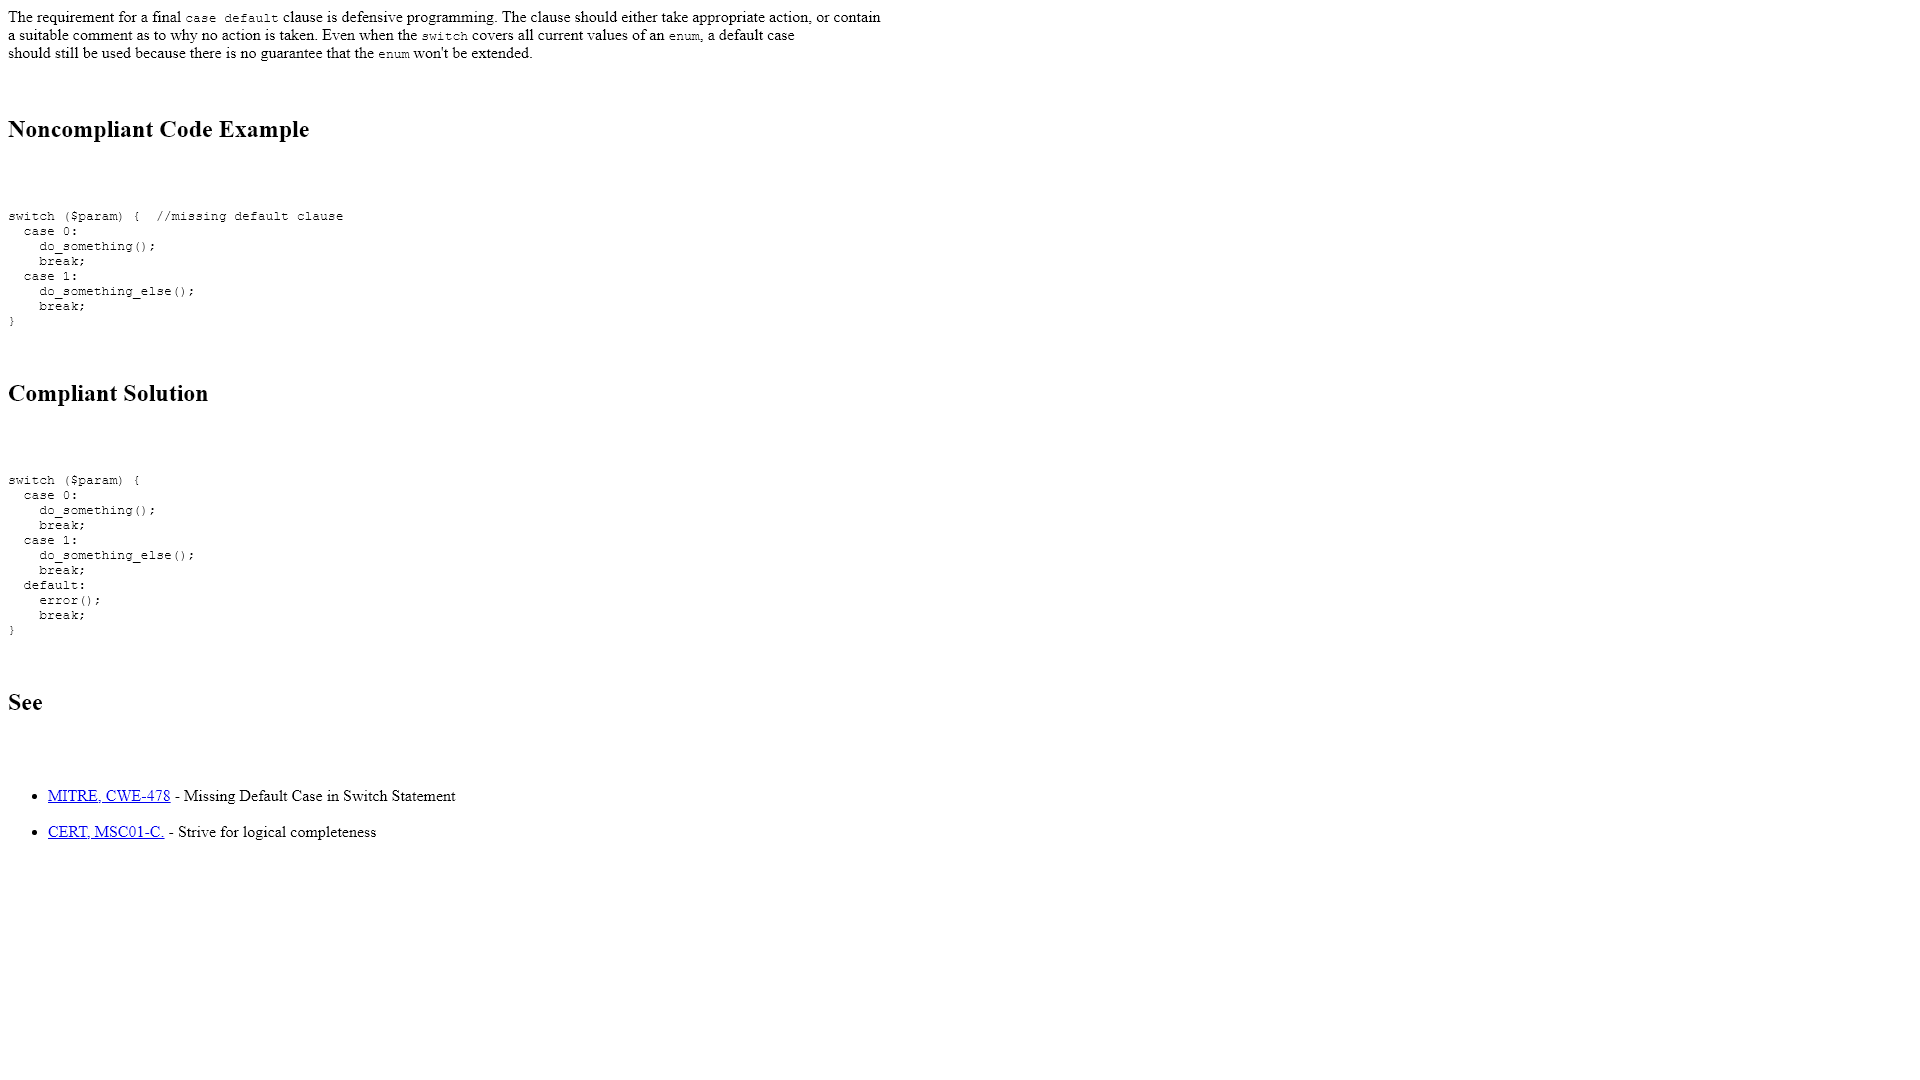 The requirement for a final case default clause is defensive programming. The clause should either take appropriate action, or contain
a suitable comment as to why no action is taken. Even when the switch covers all current values of an enum, a default case
should still be used because there is no guarantee that the enum won't be extended.
Noncompliant Code Example
switch ($param) {  //missing default clause
  case 0:
    do_something();
    break;
  case 1:
    do_something_else();
    break;
}
Compliant Solution
switch ($param) {
  case 0:
    do_something();
    break;
  case 1:
    do_something_else();
    break;
  default:
    error();
    break;
}
See
• MITRE, CWE-478 - Missing Default Case in Switch Statement
• CERT, MSC01-C. - Strive for logical completeness